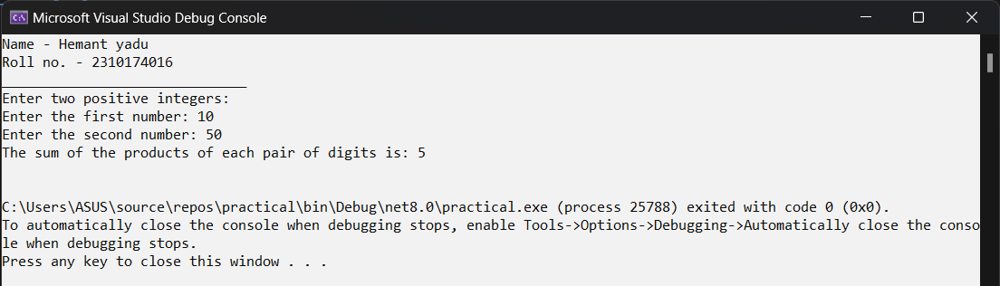 Microsoft Visual Studio Debug Console
Name - Hemant yadu
Roll no. - 2310174016
______________________________
Enter two positive integers:
Enter the first number: 10
Enter the second number: 50
The sum of the products of each pair of digits is: 5
C:\Users\ASUS\source\repos\practical\bin\Debug\net8.0\practical.exe (process 25788) exited with code 0 (0x0).
To automatically close the console when debugging stops, enable Tools->Options->Debugging->Automatically close the conso
le when debugging stops.
Press any key to close this window . . .